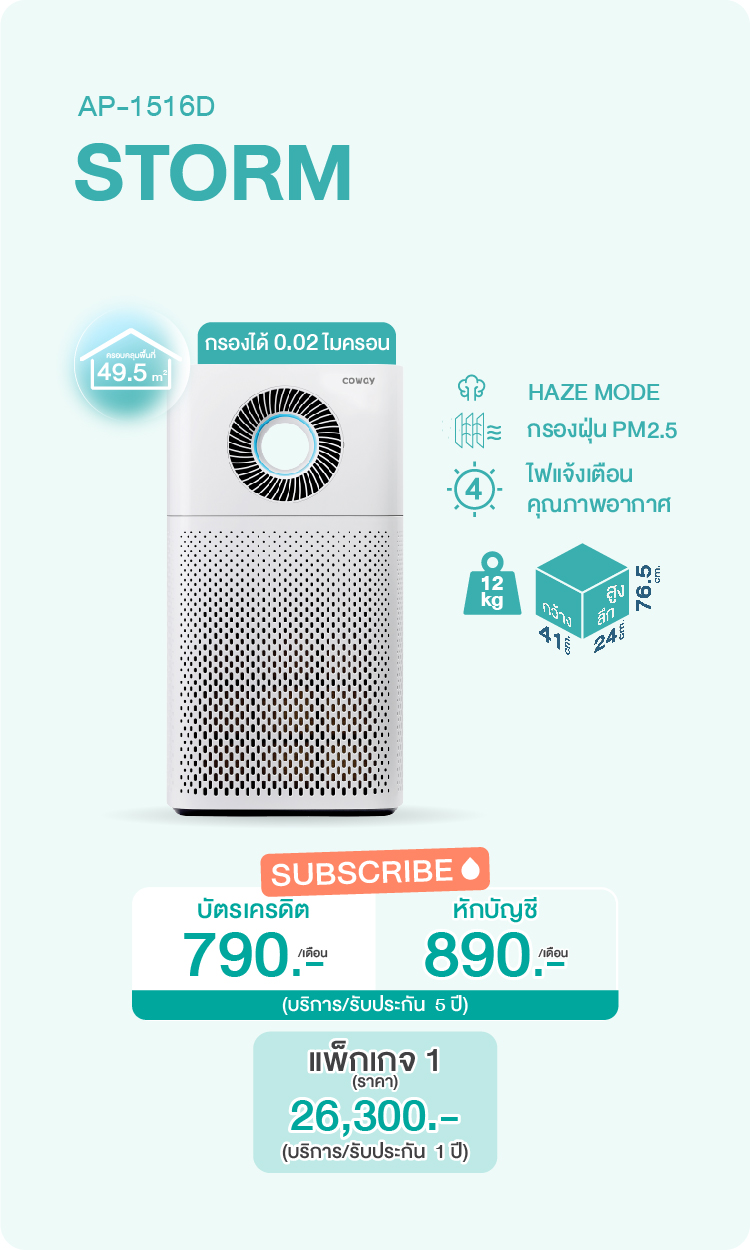 AP-1516D
STORM
กรองได้ 0.02 ไมครอน
ครอบคลุมพื้นที่
49.5 m²
coway
HAZE MODE
กรองฝุ่น PM2.5
4
ไฟแจ้งเตือน
คุณภาพอากาศ
12
kg
กว้าง
41 cm.
ลึก
24 cm.
สูง
76.5 cm.
SUBSCRIBE
บัตรเครดิต
790.- /เดือน
หักบัญชี
890.- /เดือน
(บริการ/รับประกัน 5 ปี)
แพ็กเกจ 1
(ราคา)
26,300.-
(บริการ/รับประกัน 1 ปี)